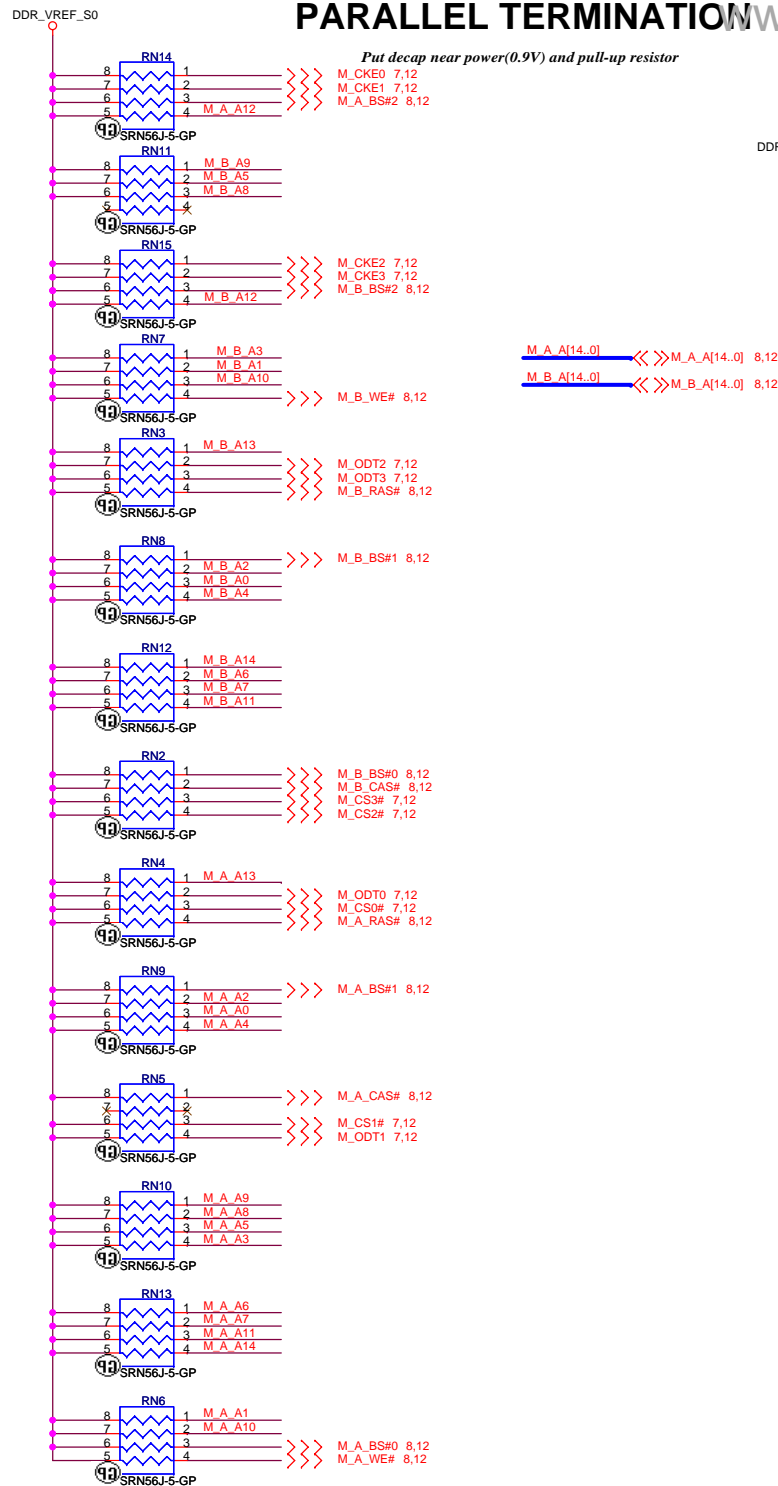 DDR_VREF_S0
PARALLEL TERMINATION
WW
Put decap near power(0.9V) and pull-up resistor
DDR
RN14
8 1 M_CKE0 7,12
7 2 M_CKE1 7,12
6 3 M_A_BS#2 8,12
5 4 M_A_A12
GP SRN56J-5-GP
RN11
8 1 M_B_A9
7 2 M_B_A5
6 3 M_B_A8
5 4
GP SRN56J-5-GP
RN15
8 1 M_CKE2 7,12
7 2 M_CKE3 7,12
6 3 M_B_BS#2 8,12
5 4 M_B_A12
GP SRN56J-5-GP
RN7
8 1 M_B_A3
7 2 M_B_A1
6 3 M_B_A10
5 4 M_B_WE# 8,12
GP SRN56J-5-GP
M_A_A[14..0] M_A_A[14..0] 8,12
M_B_A[14..0] M_B_A[14..0] 8,12
RN3
8 1 M_B_A13
7 2 M_ODT2 7,12
6 3 M_ODT3 7,12
5 4 M_B_RAS# 8,12
GP SRN56J-5-GP
RN8
8 1 M_B_BS#1 8,12
7 2 M_B_A2
6 3 M_B_A0
5 4 M_B_A4
GP SRN56J-5-GP
RN12
8 1 M_B_A14
7 2 M_B_A6
6 3 M_B_A7
5 4 M_B_A11
GP SRN56J-5-GP
RN2
8 1 M_B_BS#0 8,12
7 2 M_B_CAS# 8,12
6 3 M_CS3# 7,12
5 4 M_CS2# 7,12
GP SRN56J-5-GP
RN4
8 1 M_A_A13
7 2 M_ODT0 7,12
6 3 M_CS0# 7,12
5 4 M_A_RAS# 8,12
GP SRN56J-5-GP
RN9
8 1 M_A_BS#1 8,12
7 2 M_A_A2
6 3 M_A_A0
5 4 M_A_A4
GP SRN56J-5-GP
RN5
8 1 M_A_CAS# 8,12
7 2
6 3 M_CS1# 7,12
5 4 M_ODT1 7,12
GP SRN56J-5-GP
RN10
8 1 M_A_A9
7 2 M_A_A8
6 3 M_A_A5
5 4 M_A_A3
GP SRN56J-5-GP
RN13
8 1 M_A_A6
7 2 M_A_A7
6 3 M_A_A11
5 4 M_A_A14
GP SRN56J-5-GP
RN6
8 1 M_A_A1
7 2 M_A_A10
6 3 M_A_BS#0 8,12
5 4 M_A_WE# 8,12
GP SRN56J-5-GP